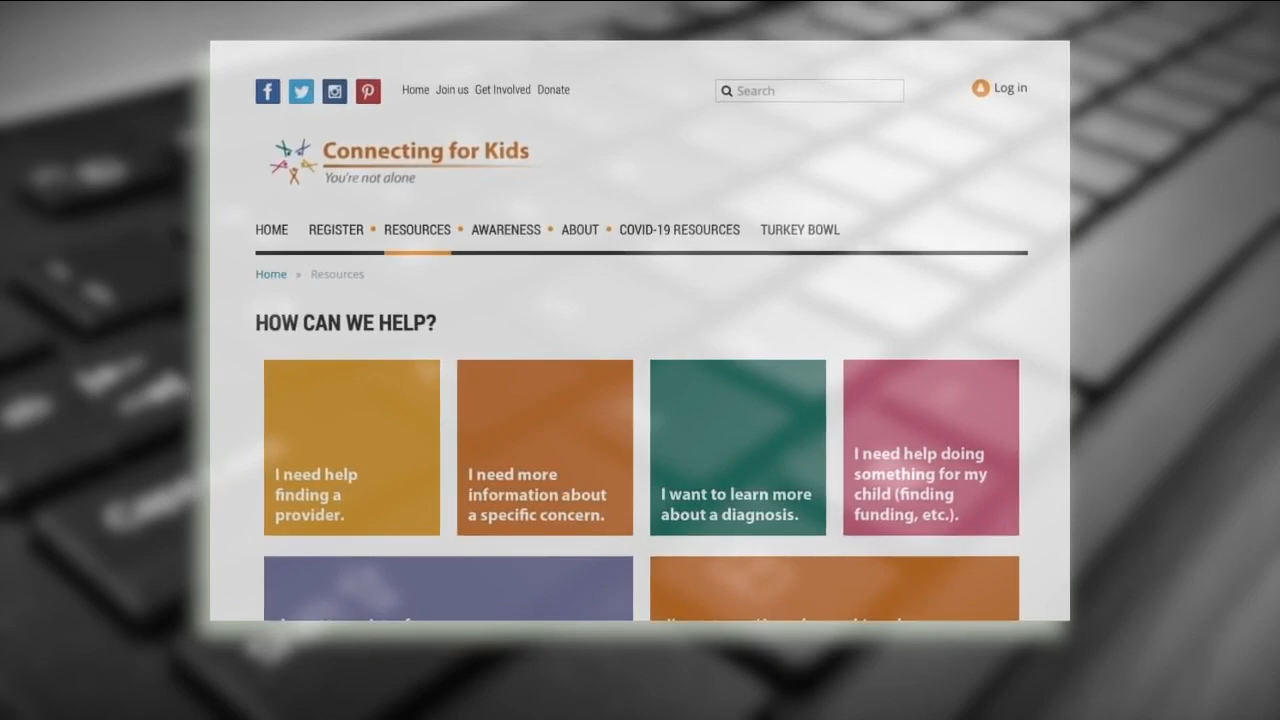 Home Join us Get Involved Donate
Search
Log in
Connecting for Kids
You're not alone
HOME REGISTER • RESOURCES • AWARENESS • ABOUT • COVID-19 RESOURCES TURKEY BOWL
Home » Resources
HOW CAN WE HELP?
I need help
finding a
provider.
I need more
information about
a specific concern.
I want to learn more
about a diagnosis.
I need help doing
something for my
child (finding
funding, etc.).